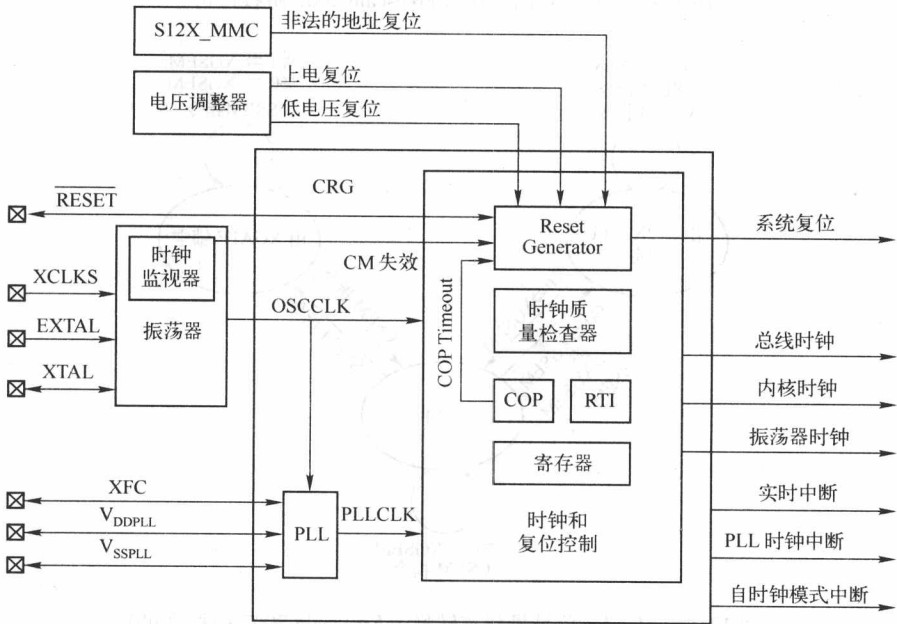 S12X_MMC
非法的地址复位
电压调整器
上电复位
低电压复位
CRG
RESET
Reset
Generator
系统复位
时钟
监视器
CM 失效
XCLKS
OSCCLK
EXTAL
振荡器
XTAL
COP Timeout
时钟质
量检查器
总线时钟
COP
RTI
内核时钟
寄存器
振荡器时钟
XFC
VDDPLL
VSSPLL
PLL
PLLCLK
时钟和
复位控制
实时中断
PLL 时钟中断
自时钟模式中断